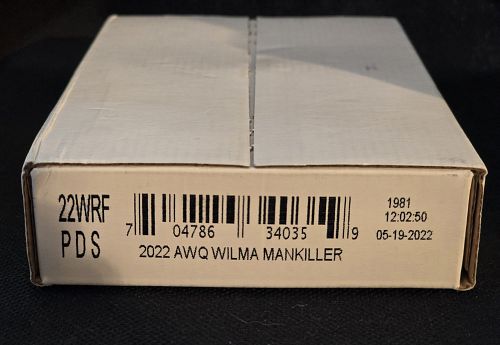 22WRF
PDS
7 04786 34035 9
2022 AWQ WILMA MANKILLER
1981
12:02:50
05-19-2022